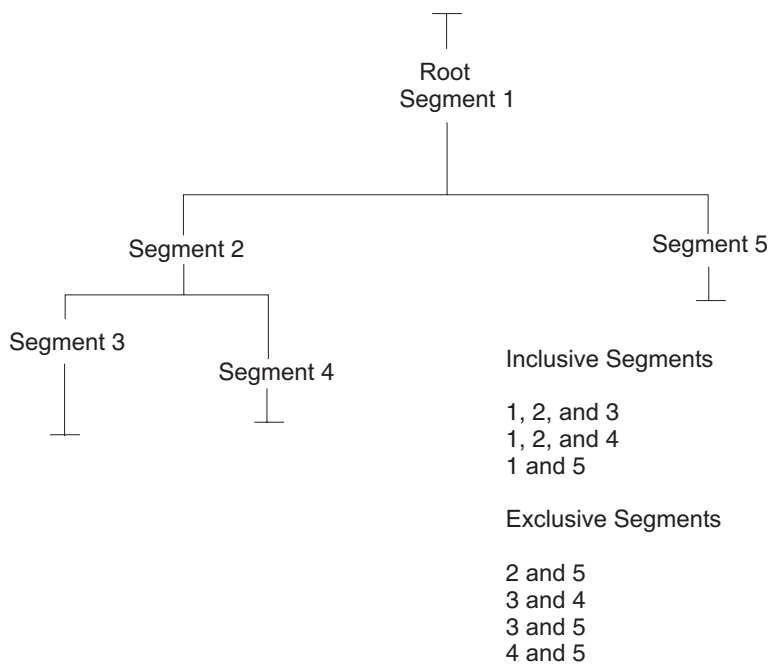 Root
Segment 1
Segment 2
Segment 5
Segment 3
Segment 4
Inclusive Segments
1, 2, and 3
1, 2, and 4
1 and 5
Exclusive Segments
2 and 5
3 and 4
3 and 5
4 and 5